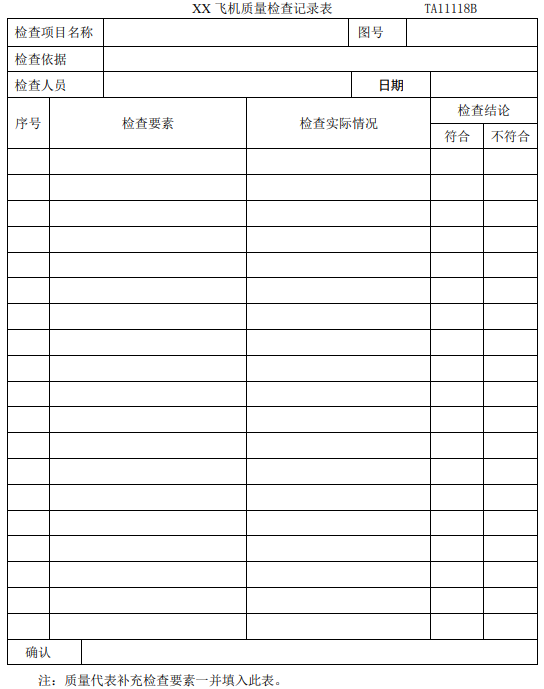 XX 飞机质量检查记录表 TA11118B
检查项目名称 图号
检查依据
检查人员 日期
序号 检查要素 检查实际情况 检查结论
符合 不符合
确认
注：质量代表补充检查要素一并填入此表。